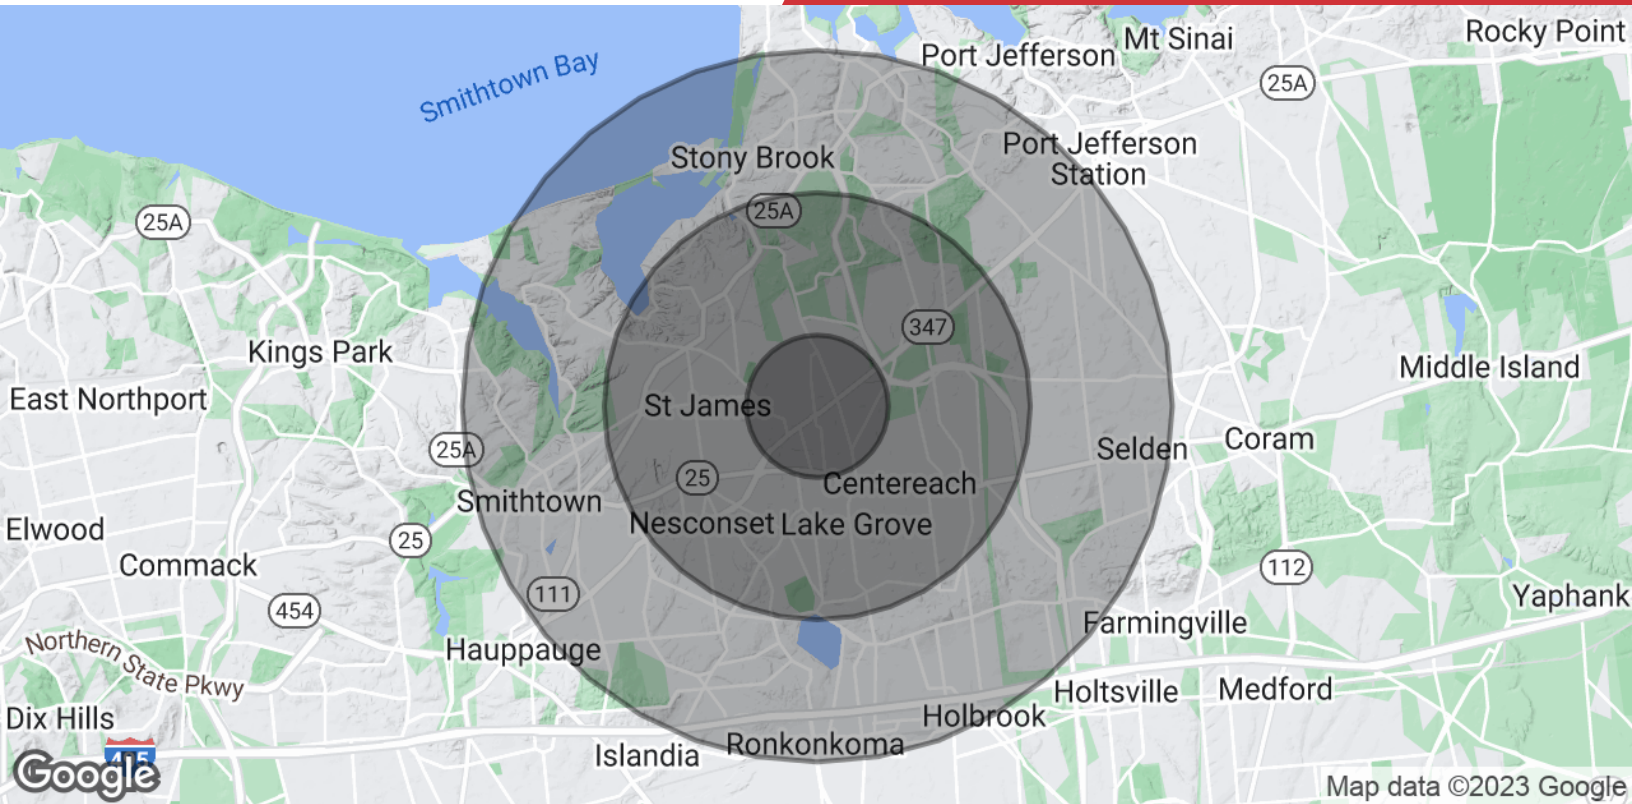 Rocky Point
Mt Sinai
Port Jefferson
Smithtown Bay
25A
Port Jefferson
Station
Stony Brook
25A
25A
347
Kings Park
Middle Island
East Northport
St James
Selden
Coram
25A
25
Centereach
Smithtown
Nesconset
Lake Grove
Elwood
25
Commack
112
111
Yaphank
454
Farmingville
Northern State Pkwy
Hauppauge
Holtsville
Medford
Dix Hills
Holbrook
Ronkonkoma
Islandia
495
Google
Map data ©2023 Google